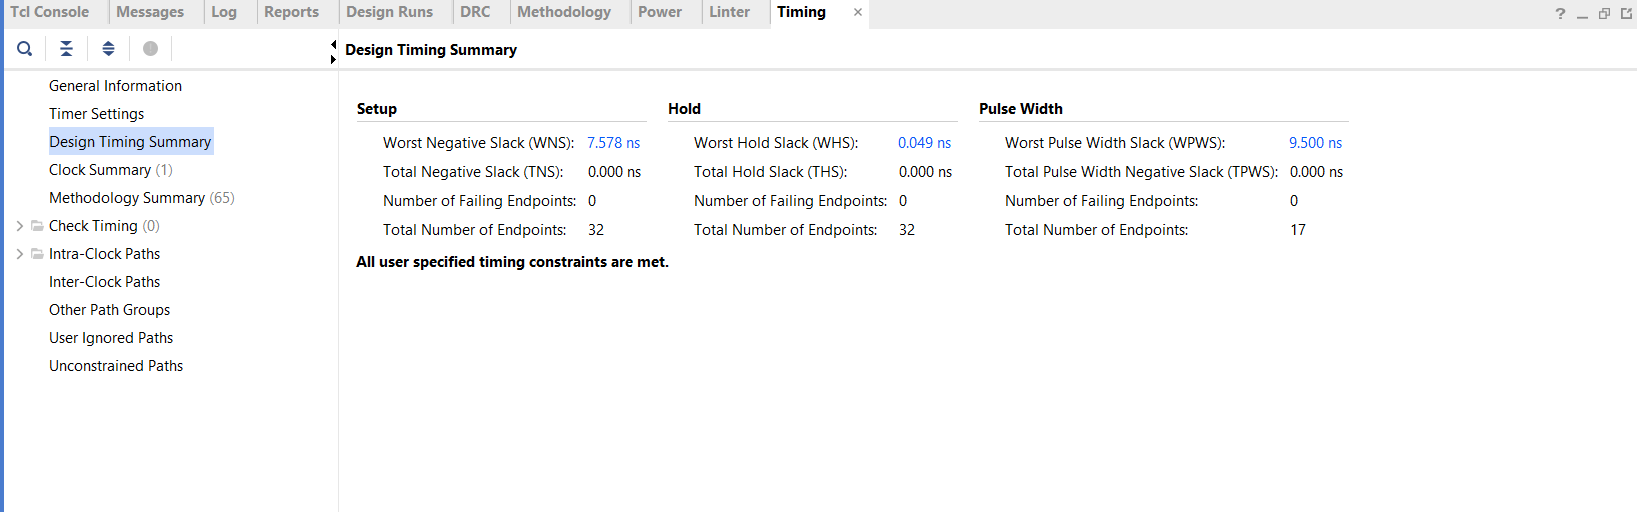 Tcl Console Messages Log Reports Design Runs DRC Methodology Power Linter Timing × ? _
Design Timing Summary
General Information
Timer Settings
Design Timing Summary
Clock Summary (1)
Methodology Summary (65)
Check Timing (0)
Intra-Clock Paths
Inter-Clock Paths
Other Path Groups
User Ignored Paths
Unconstrained Paths
Setup Hold Pulse Width
Worst Negative Slack (WNS): 7.578 ns Worst Hold Slack (WHS): 0.049 ns Worst Pulse Width Slack (WPWS): 9.500 ns
Total Negative Slack (TNS): 0.000 ns Total Hold Slack (THS): 0.000 ns Total Pulse Width Negative Slack (TPWS): 0.000 ns
Number of Failing Endpoints: 0 Number of Failing Endpoints: 0 Number of Failing Endpoints: 0
Total Number of Endpoints: 32 Total Number of Endpoints: 32 Total Number of Endpoints: 17
All user specified timing constraints are met.